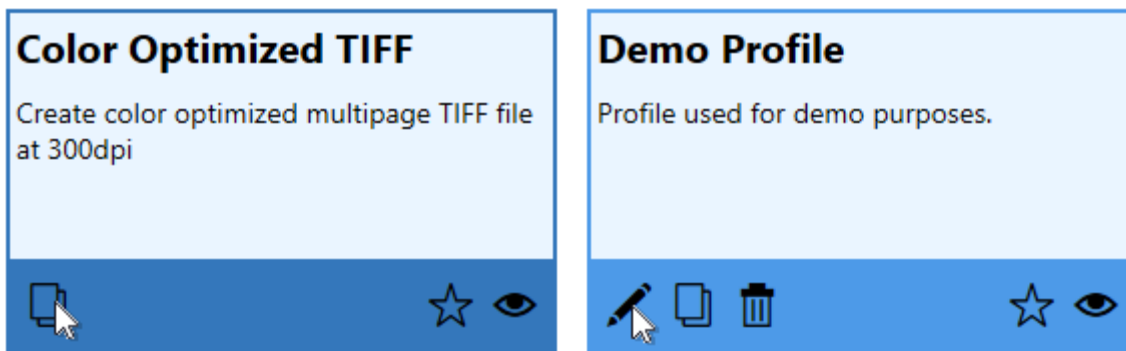 Color Optimized TIFF
Create color optimized multipage TIFF file
at 300dpi
Demo Profile
Profile used for demo purposes.